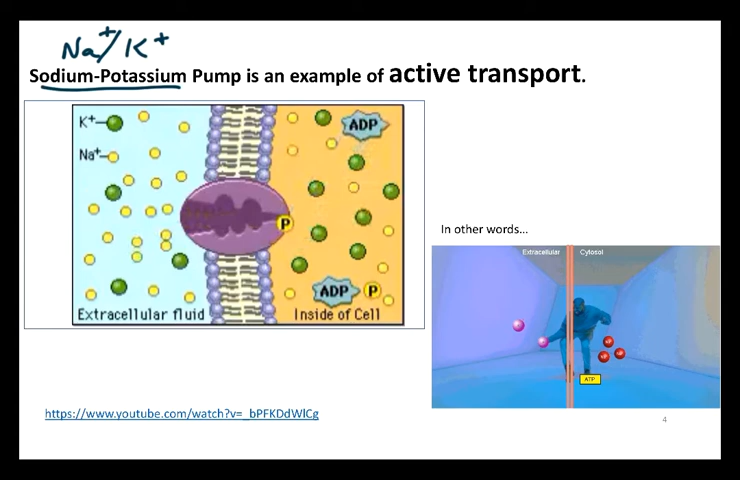 Na+/K+
Sodium-Potassium Pump is an example of active transport.
K+
ADP
Na+
P
ADP P
Extracellular fluid
Inside of Cell
In other words...
Extracellular Cytosol
ATP
https://www.youtube.com/watch?v=_bPFKDdWlCg
4